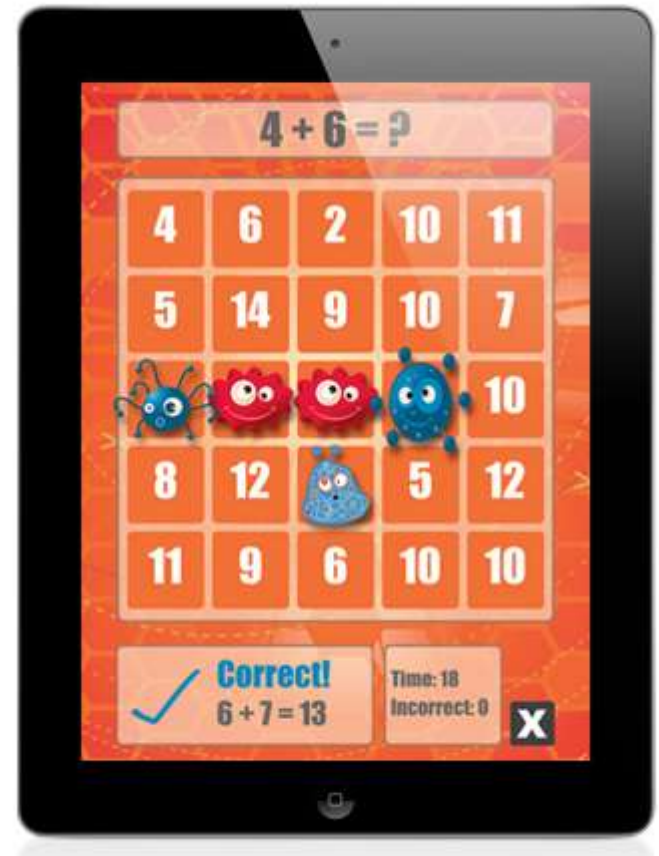 4 + 6 = ?
4 6 2 10 11
5 14 9 10 7
10
8 12 5 12
11 9 6 10 10
Correct!
6 + 7 = 13
Time: 18
Incorrect: 0
X